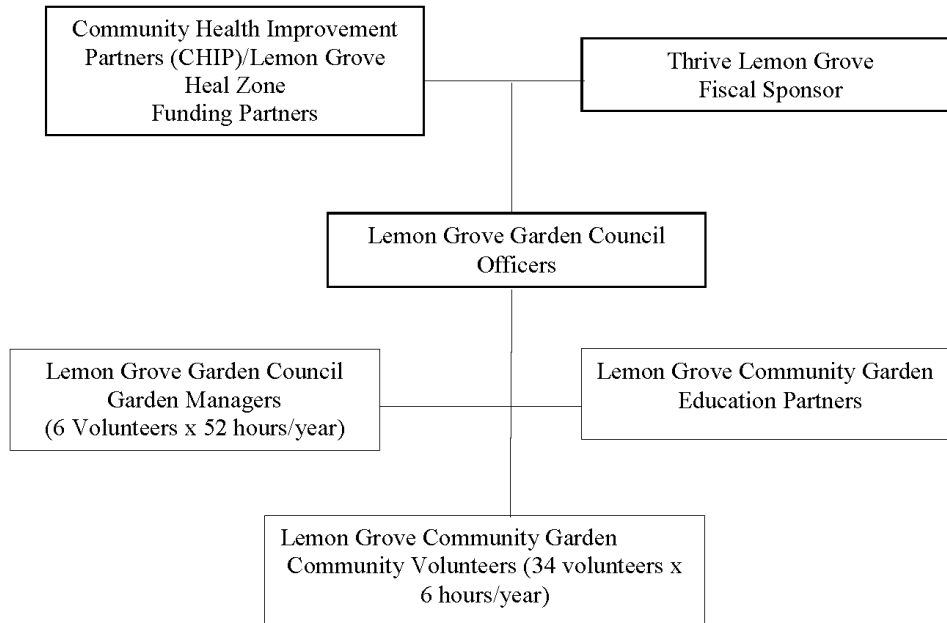 Community Health Improvement
Partners (CHIP)/Lemon Grove
Heal Zone
Funding Partners
Thrive Lemon Grove
Fiscal Sponsor
Lemon Grove Garden Council
Officers
Lemon Grove Garden Council
Garden Managers
(6 Volunteers x 52 hours/year)
Lemon Grove Community Garden
Education Partners
Lemon Grove Community Garden
Community Volunteers (34 volunteers x
6 hours/year)